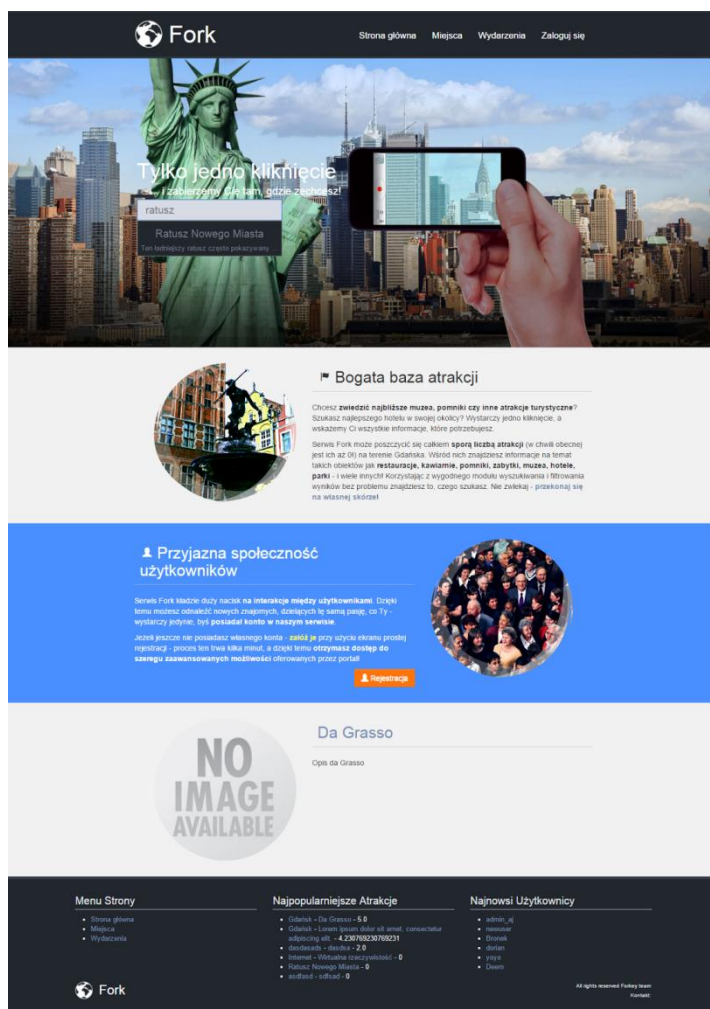 Fork
Strona główna Miejsca Wydarzenia Zaloguj się
Tylko jedno kliknięcie
... i zabierzemy Cię tam, gdzie zechcesz!
ratusz
Ratusz Nowego Miasta
Ten ładniejszy ratusz często pokazywany ...
Bogata baza atrakcji
Chcesz zwiedzić najbliższe muzea, pomniki czy inne atrakcje turystyczne?
Szukasz najlepszego hotelu w swojej okolicy? Wystarczy jedno kliknięcie, a
wskażemy Ci wszystkie informacje, które potrzebujesz.
Serwis Fork może poszczycić się całkiem sporą liczbą atrakcji (w chwili obecnej
jest ich aż 0!) na terenie Gdańska. Wśród nich znajdziesz informacje na temat
takich obiektów jak restauracje, kawiarnie, pomniki, zabytki, muzea, hotele,
parki - i wiele innych! Korzystając z wygodnego modułu wyszukiwania i filtrowania
wyników bez problemu znajdziesz to, czego szukasz. Nie zwlekaj - przekonaj się
na własnej skórze!
Przyjazna społeczność
użytkowników
Serwis Fork kładzie duży nacisk na interakcje między użytkownikami. Dzięki
temu możesz odnaleźć nowych znajomych, dzielących tę samą pasję, co Ty -
wystarczy jedynie, byś posiadał konto w naszym serwisie.
Jeżeli jeszcze nie posiadasz własnego konta - załóż je przy użyciu ekranu prostej
rejestracji - proces ten trwa kilka minut, a dzięki temu otrzymasz dostęp do
szeregu zaawansowanych możliwości oferowanych przez portal!
Rejestracja
NO
IMAGE
AVAILABLE
Da Grasso
Opis da Grasso
Menu Strony
Strona główna
Miejsca
Wydarzenia
Najpopularniejsze Atrakcje
Gdańsk - Da Grasso - 5.0
Gdańsk - Lorem ipsum dolor sit amet, consectetur
adipiscing elit. - 4.230769230769231
dasdasads - dasdsa - 2.0
Internet - Wirtualna rzeczywistość - 0
Ratusz Nowego Miasta - 0
asdfasd - sdfsad - 0
Najnowsi Użytkownicy
admin_aj
newuser
Bronek
dorian
yoyo
Deem
Fork
All rights reserved Forkey team
Kontakt: